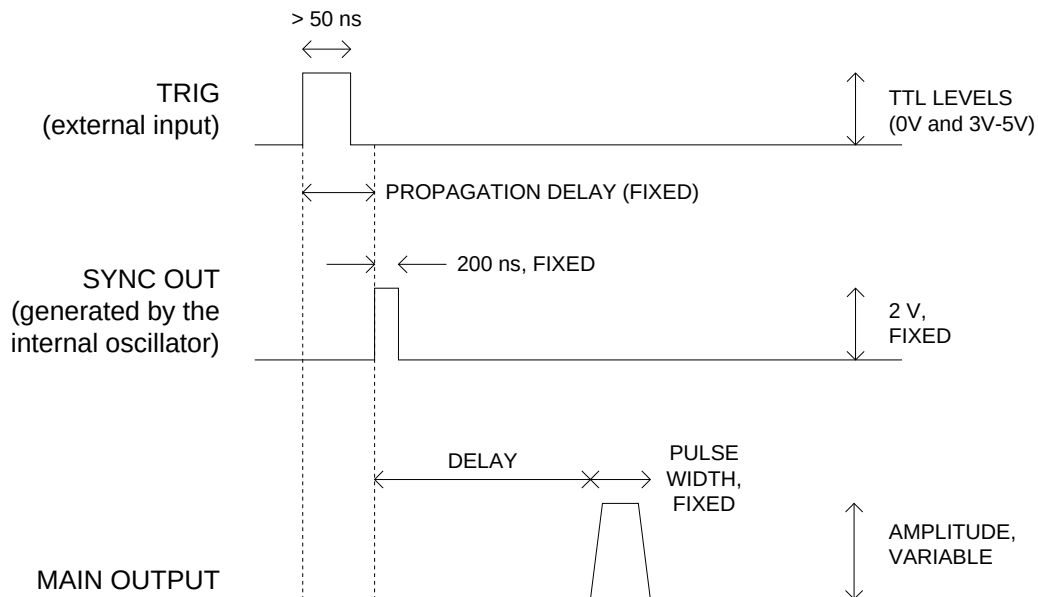 > 50 ns
TRIG
(external input)
TTL LEVELS
(0V and 3V-5V)
PROPAGATION DELAY (FIXED)
200 ns, FIXED
SYNC OUT
(generated by the
internal oscillator)
2 V,
FIXED
DELAY
PULSE
WIDTH,
FIXED
AMPLITUDE,
VARIABLE
MAIN OUTPUT